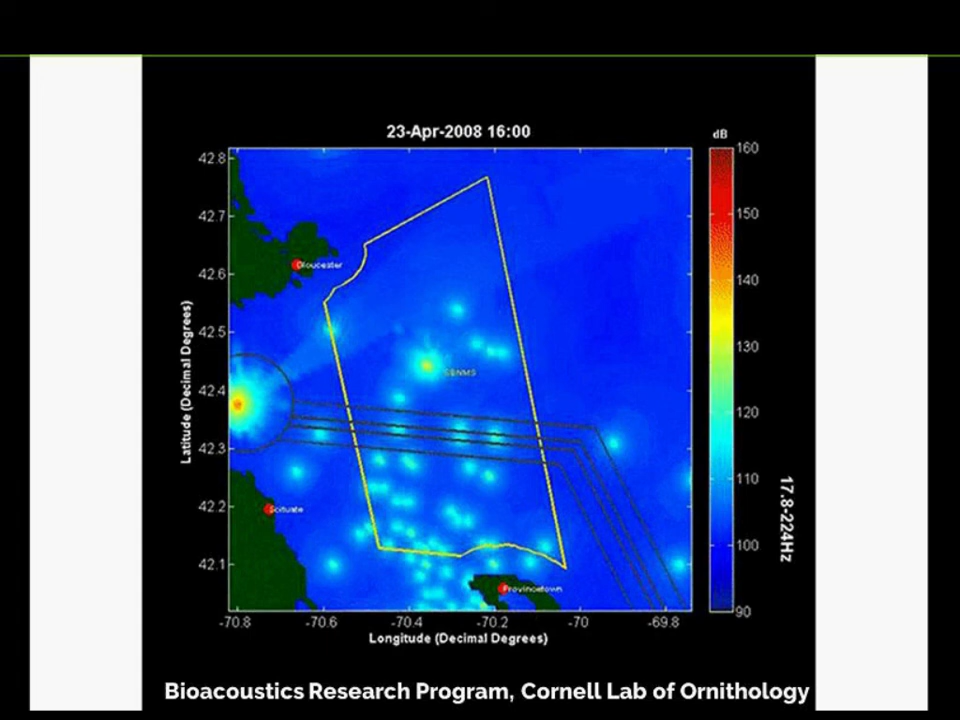 23-Apr-2008 16:00
dB
42.8
42.7
42.6
42.5
42.4
42.3
42.2
42.1
Latitude (Decimal Degrees)
Gloucester
SBNMS
Scituate
Provincetown
-70.8 -70.6 -70.4 -70.2 -70 -69.8
Longitude (Decimal Degrees)
160
150
140
130
120
110
100
90
17.8-224Hz
Bioacoustics Research Program, Cornell Lab of Ornithology